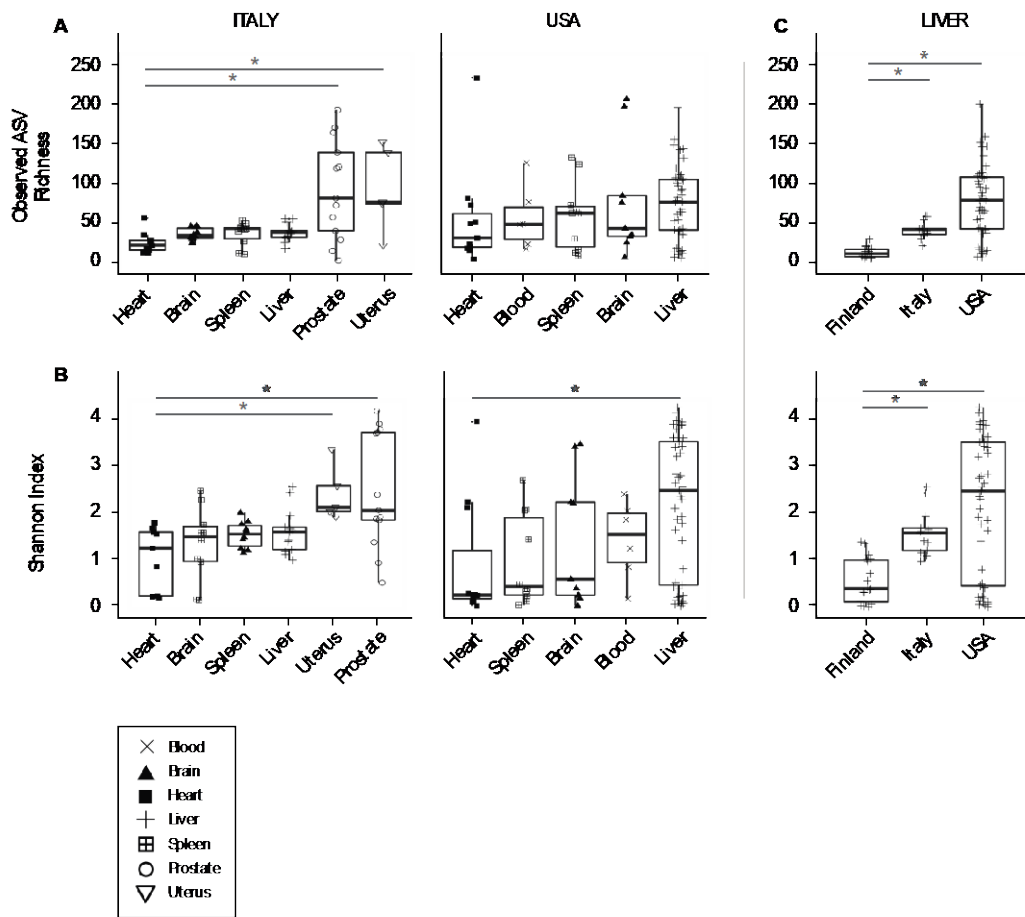 A ITALY USA C LIVER
Observed ASV
Richness
250
200
150
100
50
0
* * * *
Heart Brain Spleen Liver Prostate Uterus
Heart Blood Spleen Brain Liver
Finland Italy USA
B
Shannon Index
4
3
2
1
0
* * * * *
Heart Brain Spleen Liver Uterus Prostate
Heart Spleen Brain Blood Liver
Finland Italy USA
Blood
Brain
Heart
Liver
Spleen
Prostate
Uterus